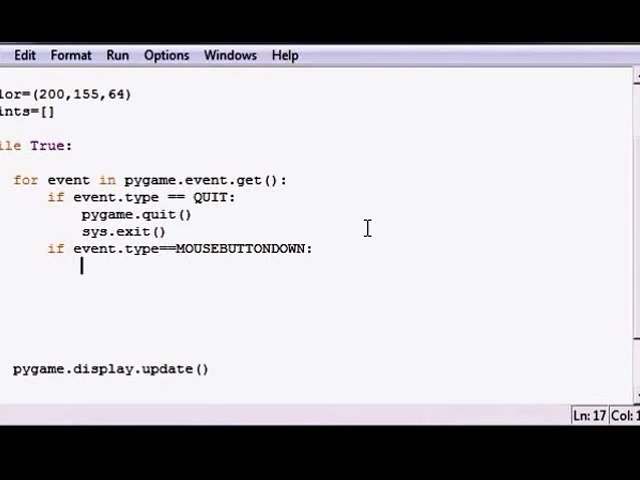 Edit Format Run Options Windows Help
lor=(200,155,64)
ints=[]
ile True:
for event in pygame.event.get():
if event.type == QUIT:
pygame.quit()
sys.exit()
if event.type==MOUSEBUTTONDOWN:
pygame.display.update()
Ln: 17 Col: 1